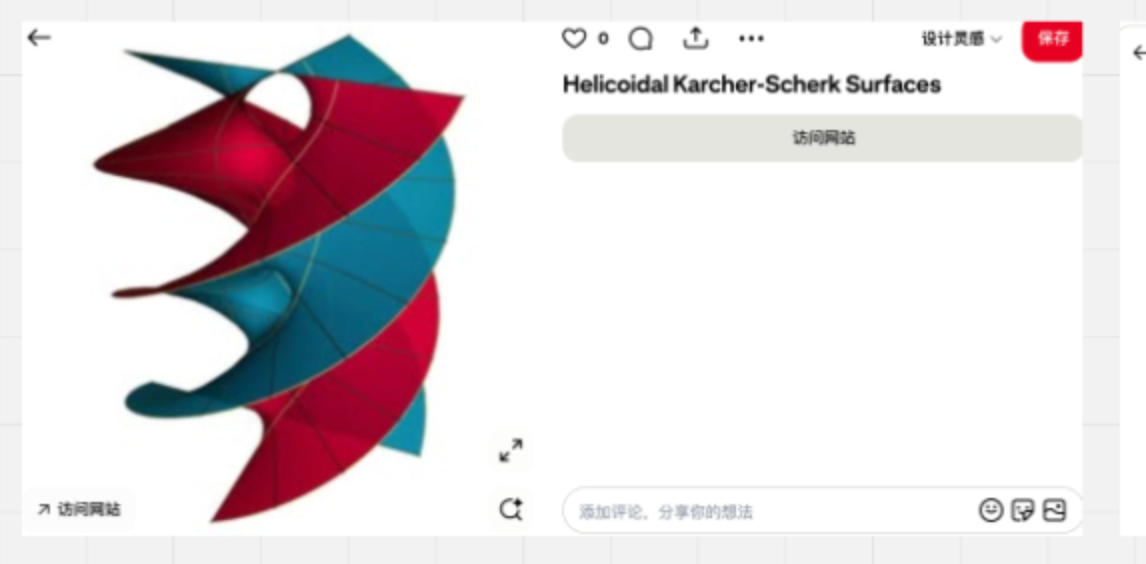 0
设计灵感
保存
Helicoidal Karcher-Scherk Surfaces
访问网站
访问网站
添加评论，分享你的想法